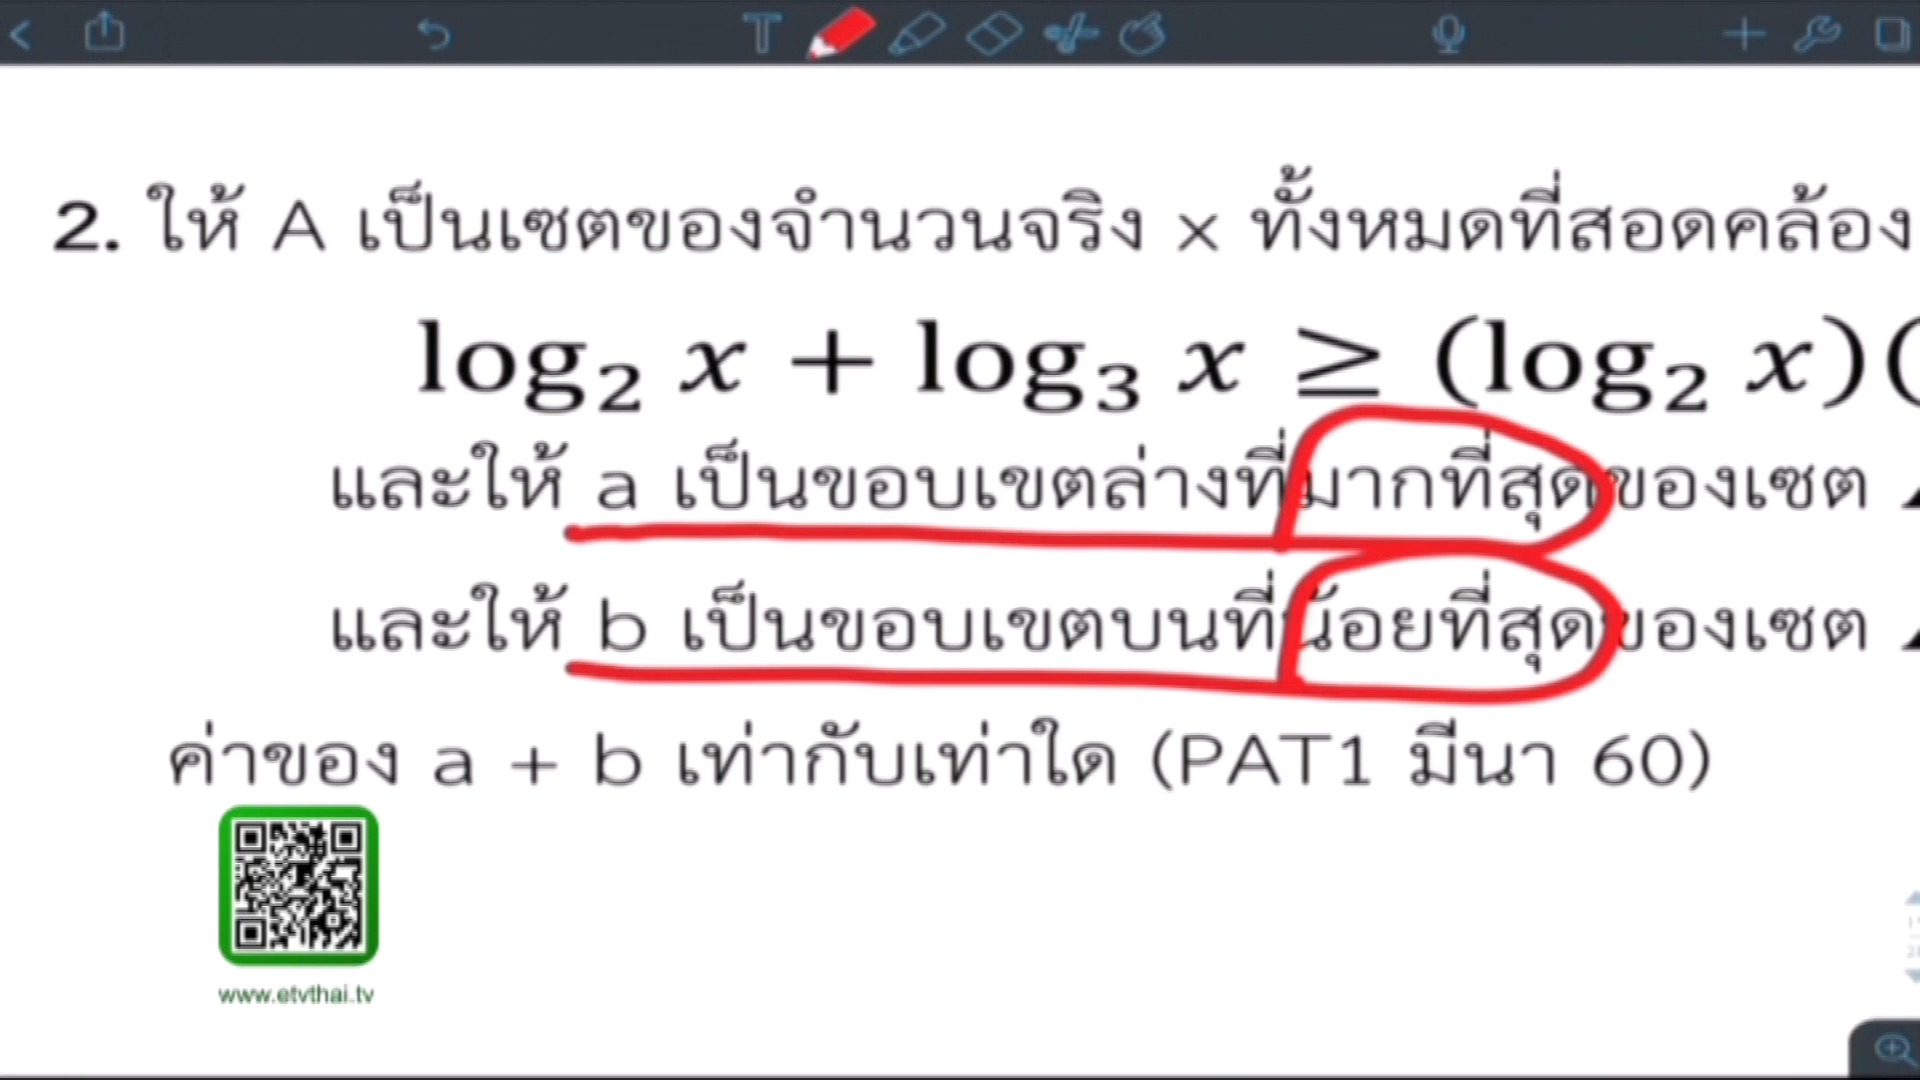 2. ให้ A เป็นเซตของจำนวนจริง x ทั้งหมดที่สอดคล้อง
log₂ x + log₃ x ≥ (log₂ x)(
และให้ a เป็นขอบเขตล่างที่มากที่สุดของเซต
และให้ b เป็นขอบเขตบนที่น้อยที่สุดของเซต
ค่าของ a + b เท่ากับเท่าใด (PAT1 มีนา 60)
www.etvthai.tv